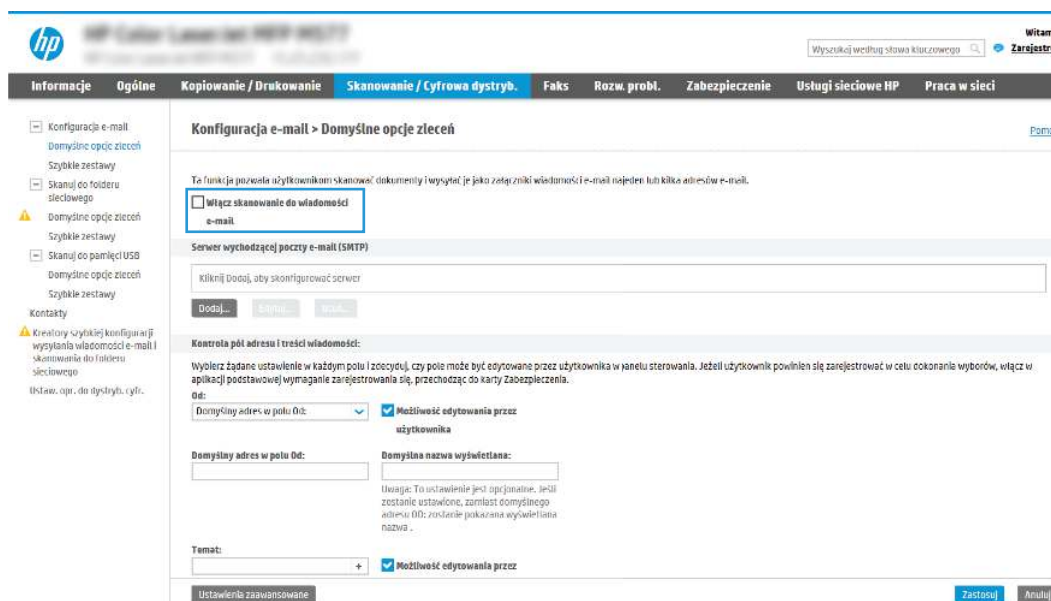 hp
Witam
Wyszukaj według słowa kluczowego
Zarejestr
Informacje Ogólne Kopiowanie / Drukowanie Skanowanie / Cyfrowa dystryb. Faks Rozw. probl. Zabezpieczenie Usługi sieciowe HP Praca w sieci
Konfiguracja e-mail
Domyślne opcje zleceń
Szybkie zestawy
Skanuj do folderu
sieciowego
Domyślne opcje zleceń
Szybkie zestawy
Skanuj do pamięci USB
Domyślne opcje zleceń
Szybkie zestawy
Kontakty
Kreatory szybkiej konfiguracji
wysyłania wiadomości e-mail i
skanowania do folderu
sieciowego
Ustaw. opr. do dystryb. cyfr.
Konfiguracja e-mail > Domyślne opcje zleceń
Pomo
Ta funkcja pozwala użytkownikom skanować dokumenty i wysyłać je jako załączniki wiadomości e-mail na jeden lub kilka adresów e-mail.
Włącz skanowanie do wiadomości
e-mail
Serwer wychodzącej poczty e-mail (SMTP)
Kliknij Dodaj, aby skonfigurować serwer
Dodaj... Edytuj... Usuń...
Kontrola pól adresu i treści wiadomości:
Wybierz żądane ustawienie w każdym polu i zdecyduj, czy pole może być edytowane przez użytkownika w panelu sterowania. Jeżeli użytkownik powinien się zarejestrować w celu dokonania wyborów, włącz w
aplikacji podstawowej wymaganie zarejestrowania się, przechodząc do karty Zabezpieczenia.
Od:
Domyślny adres w polu Od: Możliwość edytowania przez
użytkownika
Domyślny adres w polu Od: Domyślna nazwa wyświetlana:
Uwaga: To ustawienie jest opcjonalne. Jeśli
zostanie ustawione, zamiast domyślnego
adresu OD: zostanie pokazana wyświetlana
nazwa .
Temat:
+ Możliwość edytowania przez
Ustawienia zaawansowane Zastosuj Anuluj